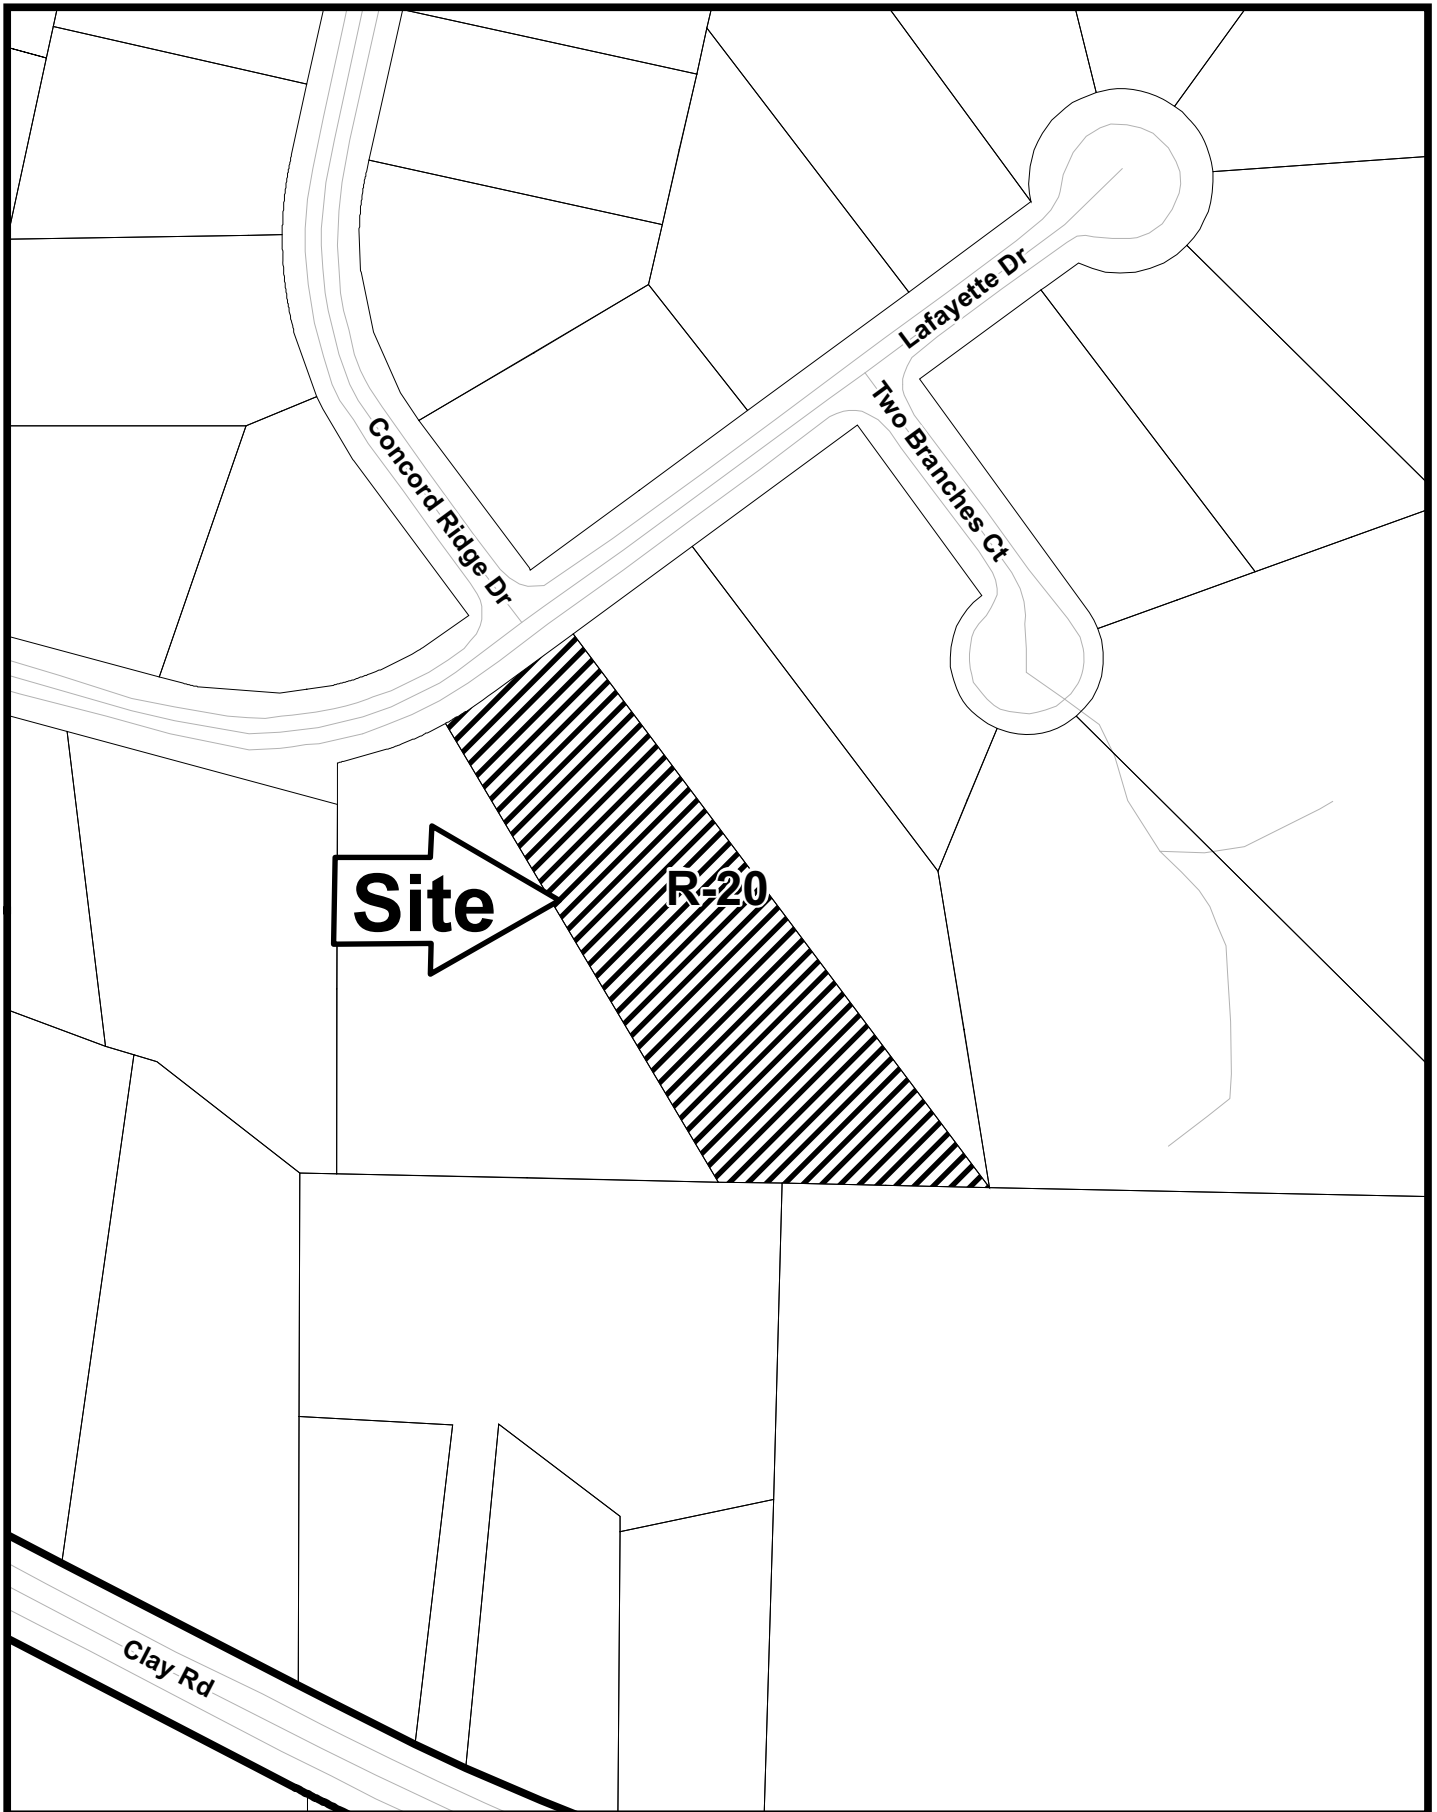 Lafayette Dr
Two Branches Ct
Concord Ridge Dr
R-20
Site
Clay Rd